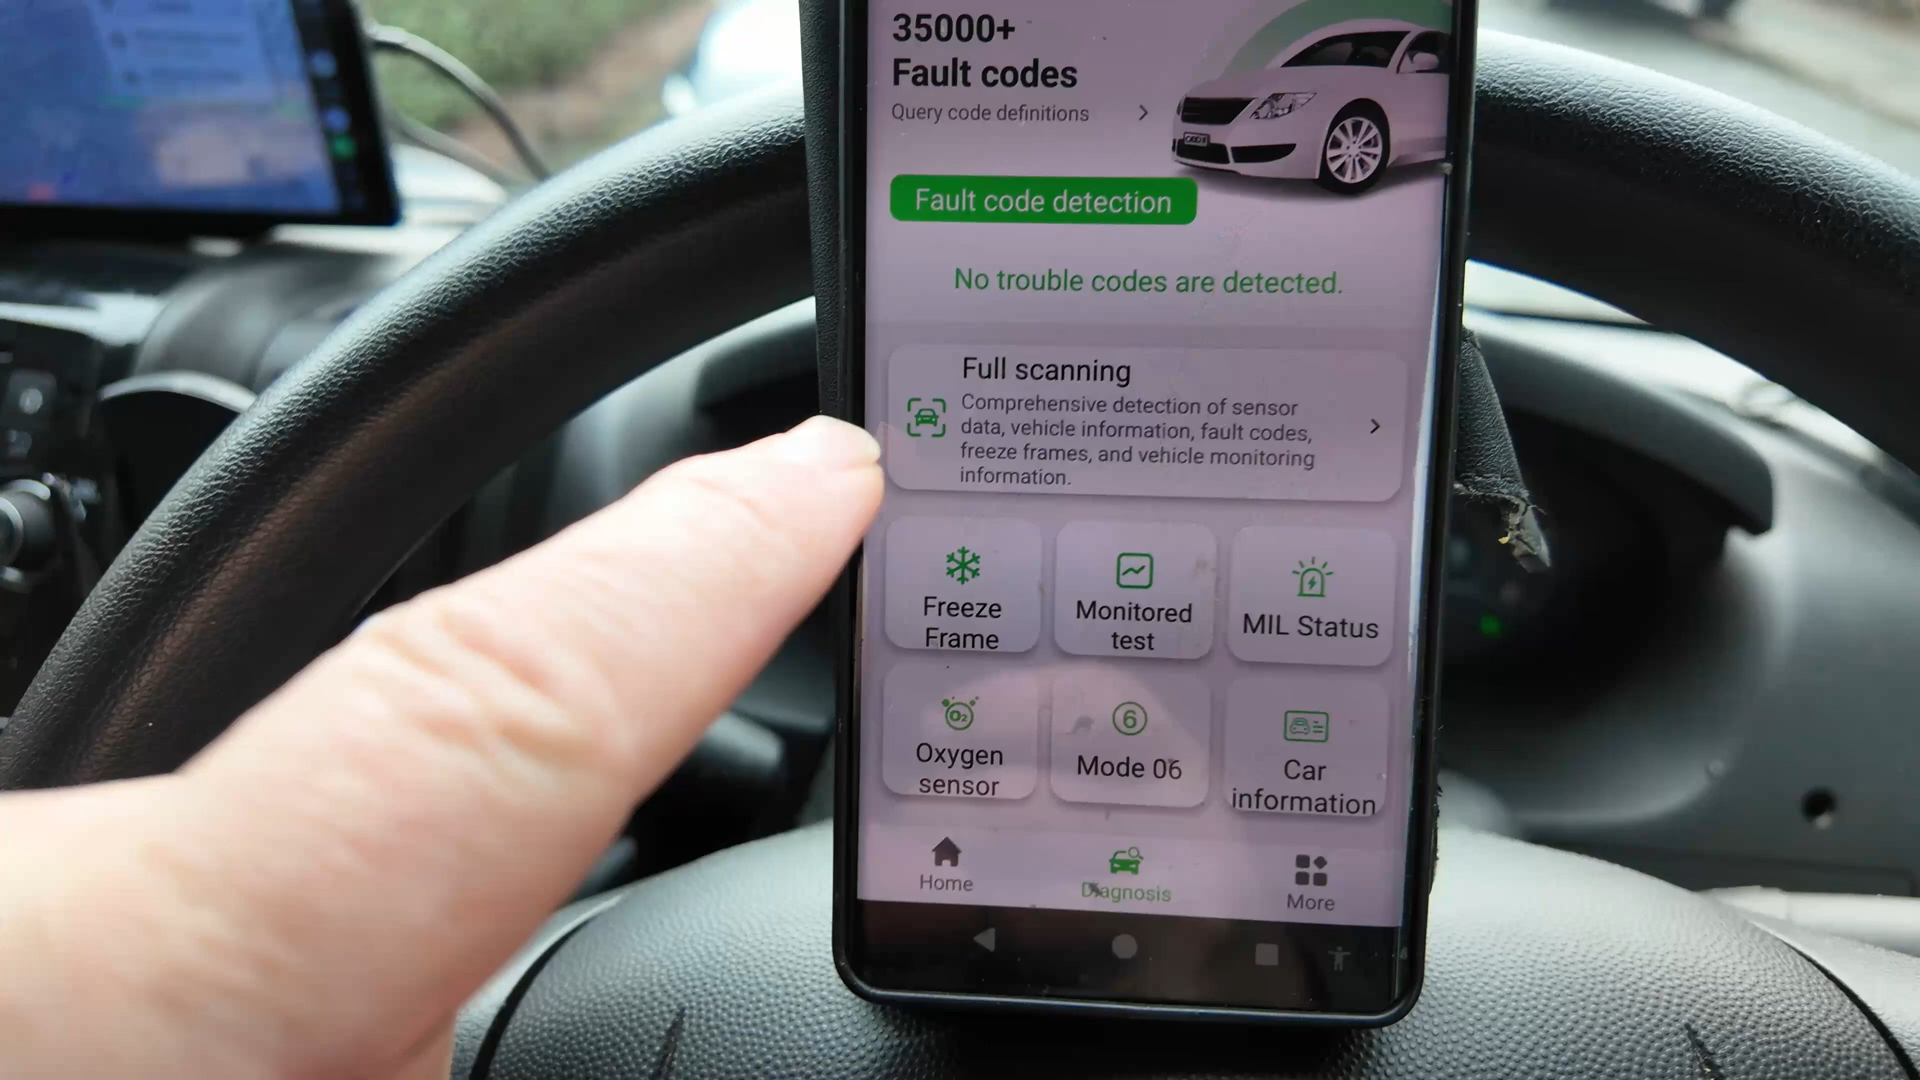 35000+
Fault codes
Query code definitions
Fault code detection
No trouble codes are detected.
Full scanning
Comprehensive detection of sensor
data, vehicle information, fault codes,
freeze frames, and vehicle monitoring
information.
Freeze
Frame
Monitored
test
MIL Status
O2
Oxygen
sensor
6
Mode 06
Car
information
Home
Diagnosis
More